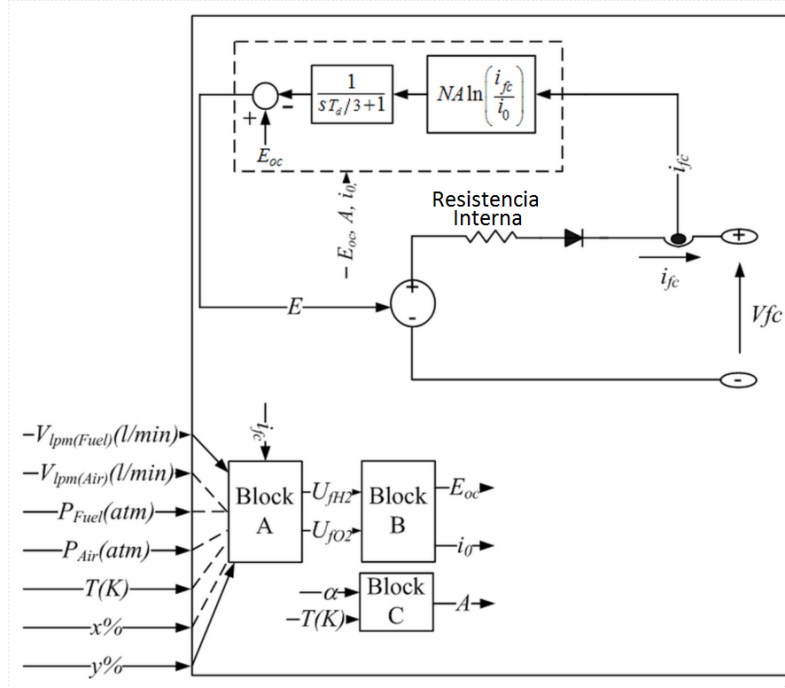 1
sT_d/3+1
NA ln(i_fc/i_0)
+
-
E_oc
E_oc, A, i_0,
i_fc
Resistencia
Interna
+
i_fc
E
+
-
Vfc
-
i_fc
V_lpm(Fuel)(l/min)
V_lpm(Air)(l/min)
P_Fuel(atm)
P_Air(atm)
T(K)
x%
y%
Block
A
U_fH2
U_fO2
Block
B
E_oc
i_0
α
T(K)
Block
C
A